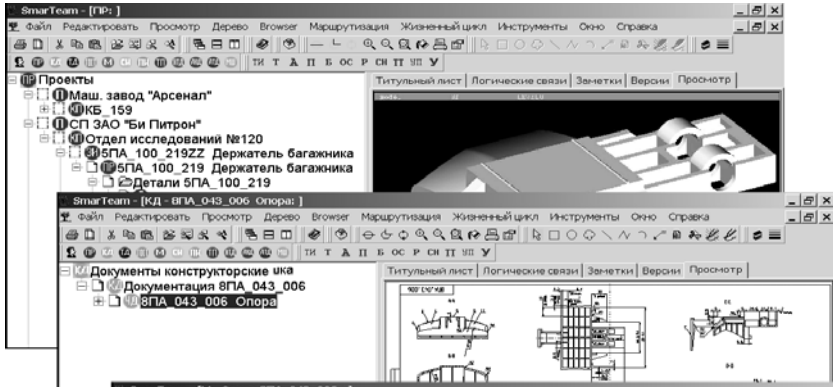 SmarTeam - [ПР: ]
Файл Редактировать Просмотр Дерево Browser Маршрутизация Жизненный цикл Инструменты Окно Справка
ТИ Т А П Б ОС Р СИ ТТ УП У
Проекты
Маш. завод "Арсенал"
КБ_159
СП ЗАО "Би Питрон"
Отдел исследований №120
5ПА_100_219ZZ Держатель багажника
5ПА_100_219 Держатель багажника
Детали 5ПА_100_219
Титульный лист Логические связи Заметки Версии Просмотр
SmarTeam - [КД - 8ПА_043_006 Опора: ]
Файл Редактировать Просмотр Дерево Browser Маршрутизация Жизненный цикл Инструменты Окно Справка
ТИ Т А П Б ОС Р СИ ТТ УП У
Документы конструкторские ика
Документация 8ПА_043_006
8ПА_043_006 Опора
Титульный лист Логические связи Заметки Версии Просмотр